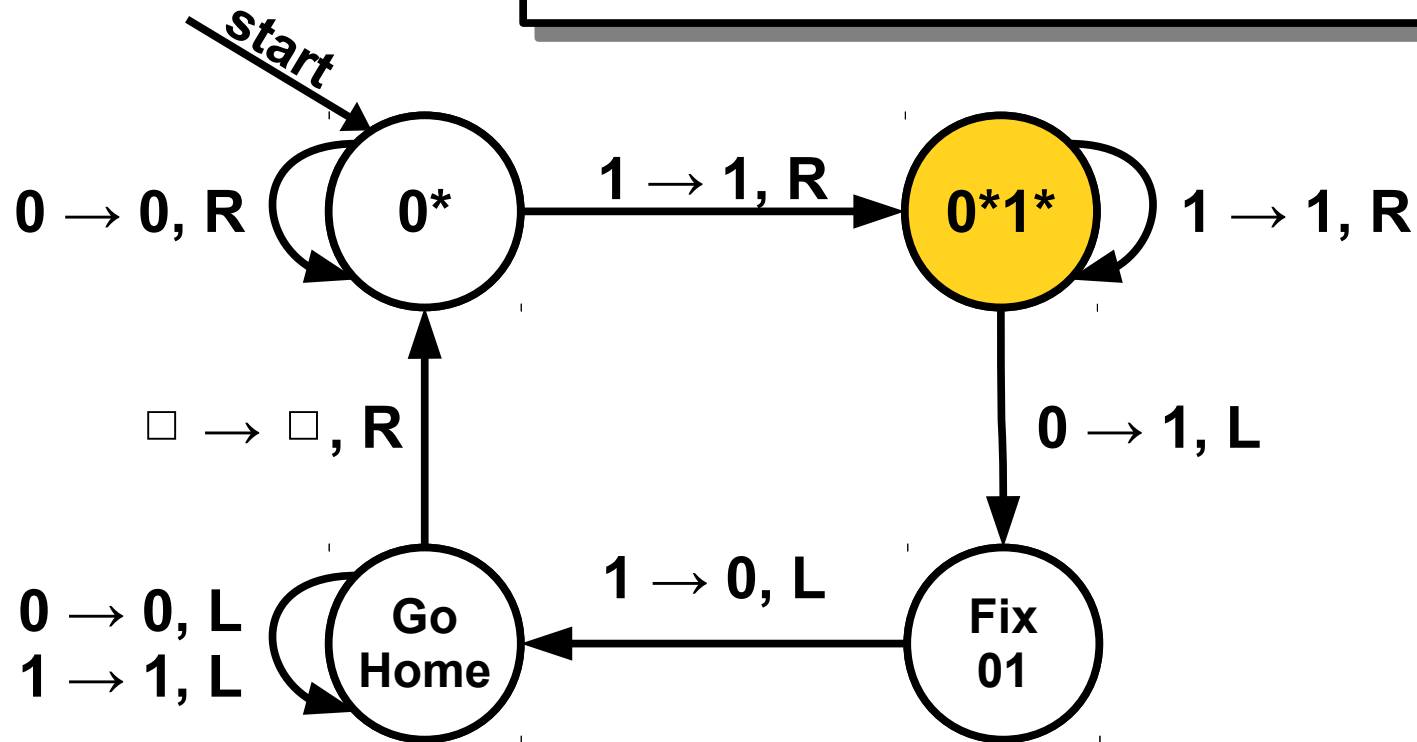 start
0 → 0, R
0*
1 → 1, R
0*1*
1 → 1, R
□ → □, R
0 → 1, L
0 → 0, L
1 → 1, L
Go
Home
1 → 0, L
Fix
01